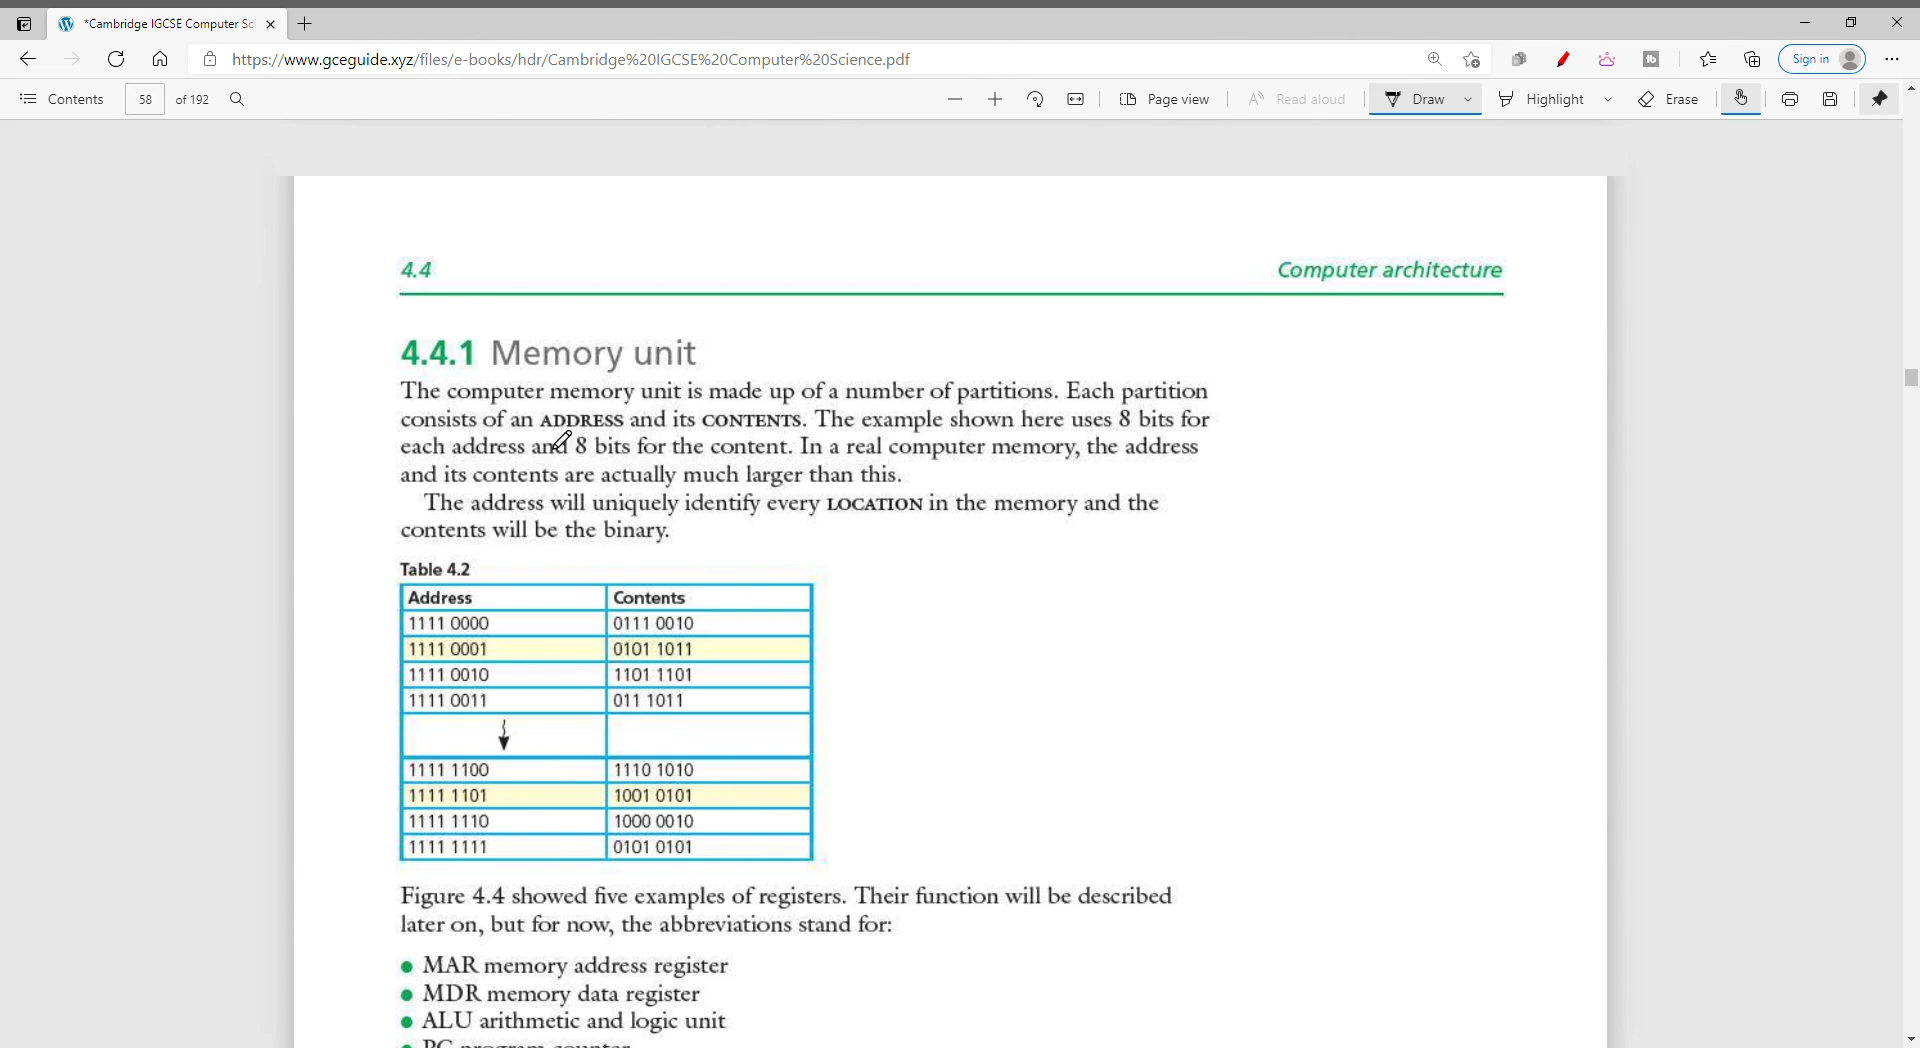 *Cambridge IGCSE Computer Sc
https://www.gceguide.xyz/files/e-books/hdr/Cambridge%20IGCSE%20Computer%20Science.pdf
Sign in
Contents 58 of 192 Page view Read aloud Draw Highlight Erase
4.4 Computer architecture
4.4.1 Memory unit
The computer memory unit is made up of a number of partitions. Each partition
consists of an ADDRESS and its CONTENTS. The example shown here uses 8 bits for
each address and 8 bits for the content. In a real computer memory, the address
and its contents are actually much larger than this.
The address will uniquely identify every LOCATION in the memory and the
contents will be the binary.
Table 4.2
Address Contents
1111 0000 0111 0010
1111 0001 0101 1011
1111 0010 1101 1101
1111 0011 011 1011
1111 1100 1110 1010
1111 1101 1001 0101
1111 1110 1000 0010
1111 1111 0101 0101
Figure 4.4 showed five examples of registers. Their function will be described
later on, but for now, the abbreviations stand for:
● MAR memory address register
● MDR memory data register
● ALU arithmetic and logic unit
● PC program counter